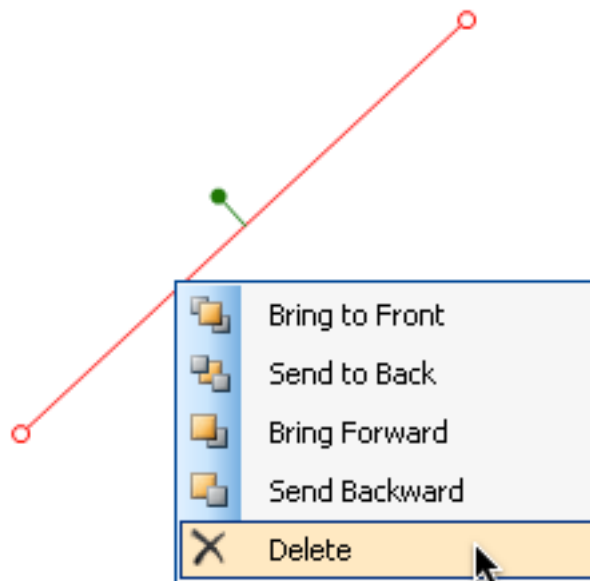 Bring to Front
Send to Back
Bring Forward
Send Backward
Delete